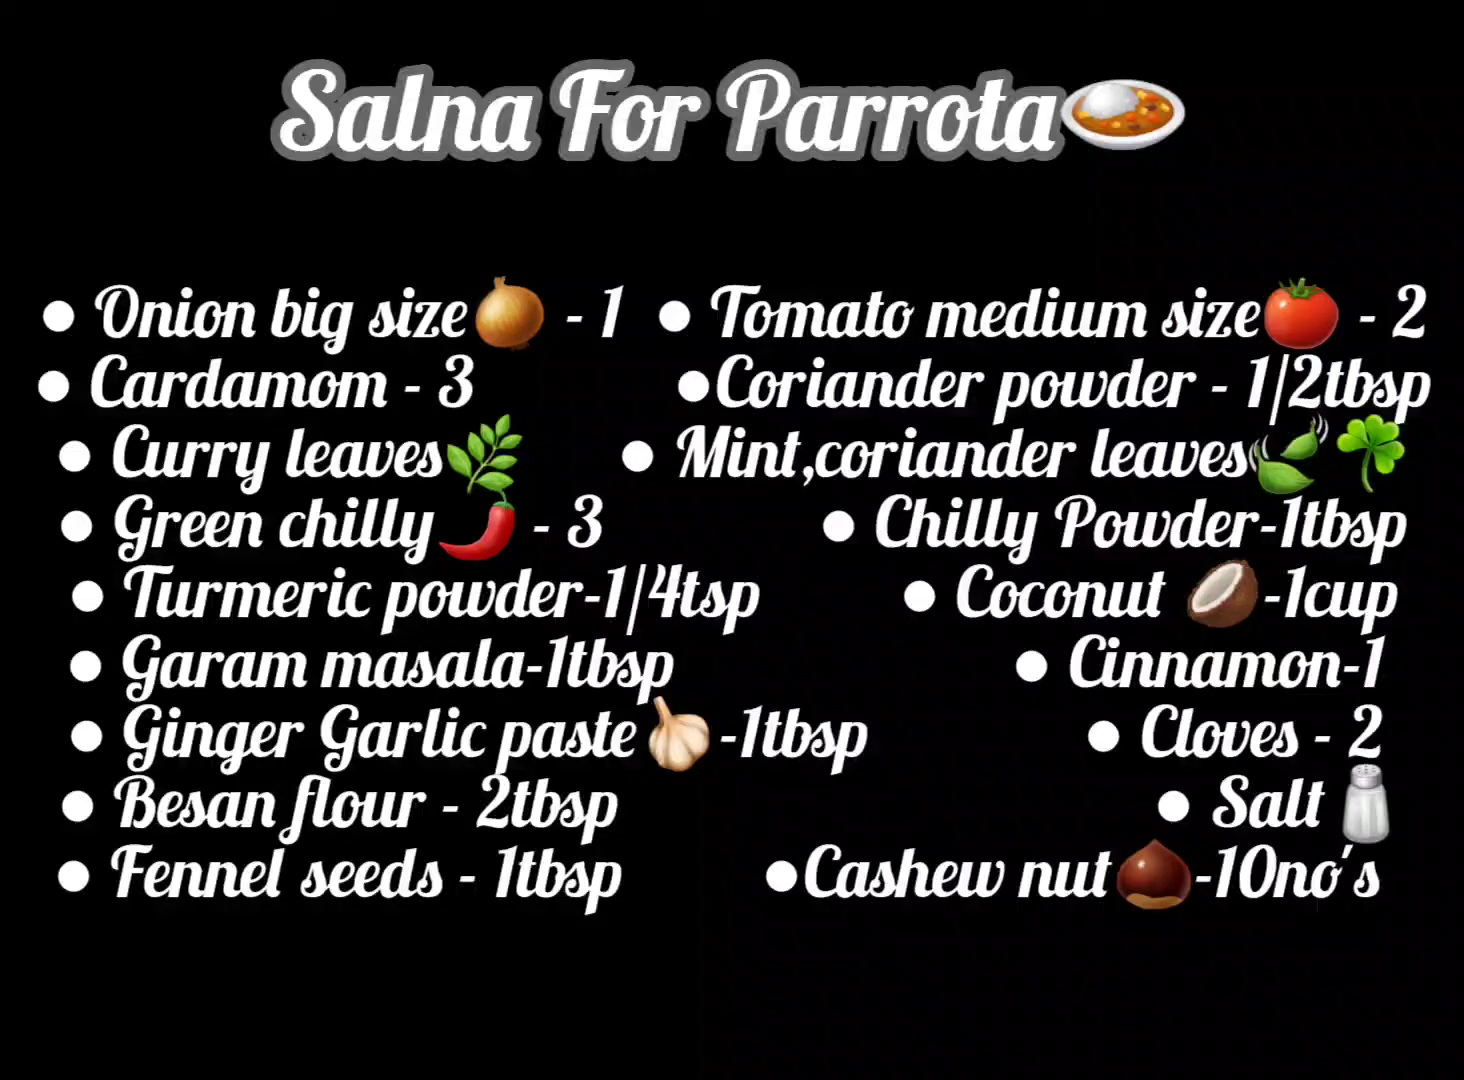 Salna For Parrota🍛
● Onion big size🧅 - 1 ● Tomato medium size🍅 - 2
● Cardamom - 3 ●Coriander powder - 1/2tbsp
● Curry leaves🌿 ● Mint,coriander leaves🍃☘️
● Green chilly🌶️ - 3 ● Chilly Powder-1tbsp
● Turmeric powder-1/4tsp ● Coconut 🥥-1cup
● Garam masala-1tbsp ● Cinnamon-1
● Ginger Garlic paste🧄-1tbsp ● Cloves - 2
● Besan flour - 2tbsp ● Salt 🧂
● Fennel seeds - 1tbsp ●Cashew nut🌰-10no's